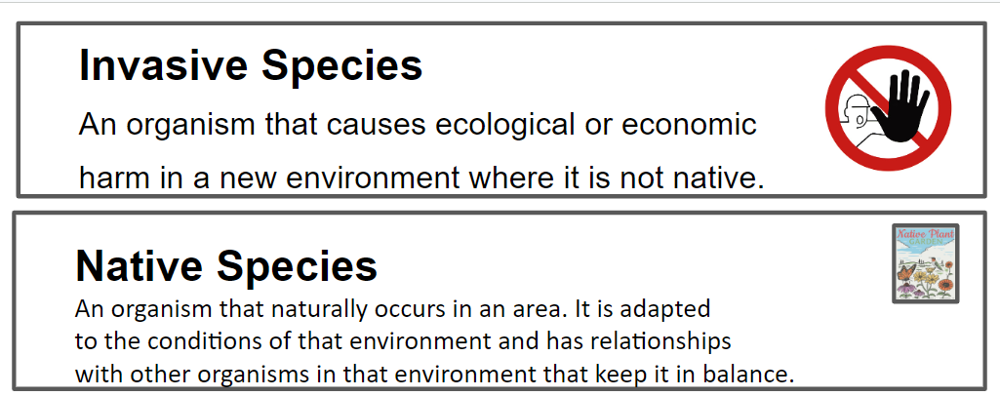 Invasive Species
An organism that causes ecological or economic
harm in a new environment where it is not native.
Native Plant
GARDEN
Native Species
An organism that naturally occurs in an area. It is adapted
to the conditions of that environment and has relationships
with other organisms in that environment that keep it in balance.